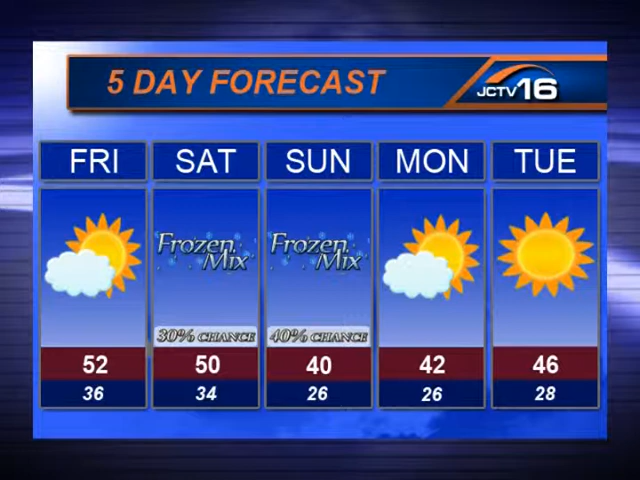 5 DAY FORECAST
JCTV16
FRI SAT SUN MON TUE
Frozen Mix Frozen Mix
30% CHANCE 40% CHANCE
52 50 40 42 46
36 34 26 26 28